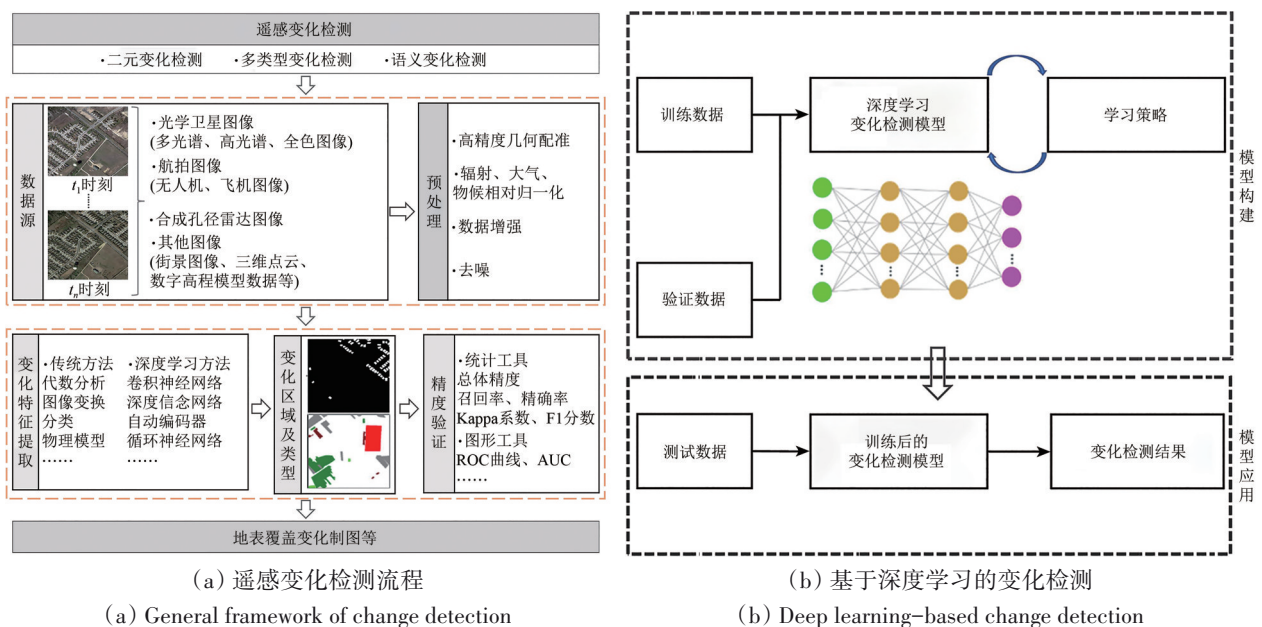 遥感变化检测
·二元变化检测 ·多类型变化检测 ·语义变化检测
数据源
t1时刻
tn时刻
·光学卫星图像
(多光谱、高光谱、全色图像)
·航拍图像
(无人机、飞机图像)
·合成孔径雷达图像
·其他图像
(街景图像、三维点云、
数字高程模型数据等)
预处理
·高精度几何配准
·辐射、大气、
物候相对归一化
·数据增强
·去噪
变化特征提取
·传统方法
代数分析
图像变换
分类
物理模型
……
·深度学习方法
卷积神经网络
深度信念网络
自动编码器
循环神经网络
……
变化区域及类型
精度验证
·统计工具
总体精度
召回率、精确率
Kappa系数、F1分数
·图形工具
ROC曲线、AUC
……
地表覆盖变化制图等
(a) 遥感变化检测流程
(a) General framework of change detection
训练数据
深度学习
变化检测模型
学习策略
验证数据
模型构建
测试数据
训练后的
变化检测模型
变化检测结果
模型应用
(b) 基于深度学习的变化检测
(b) Deep learning-based change detection